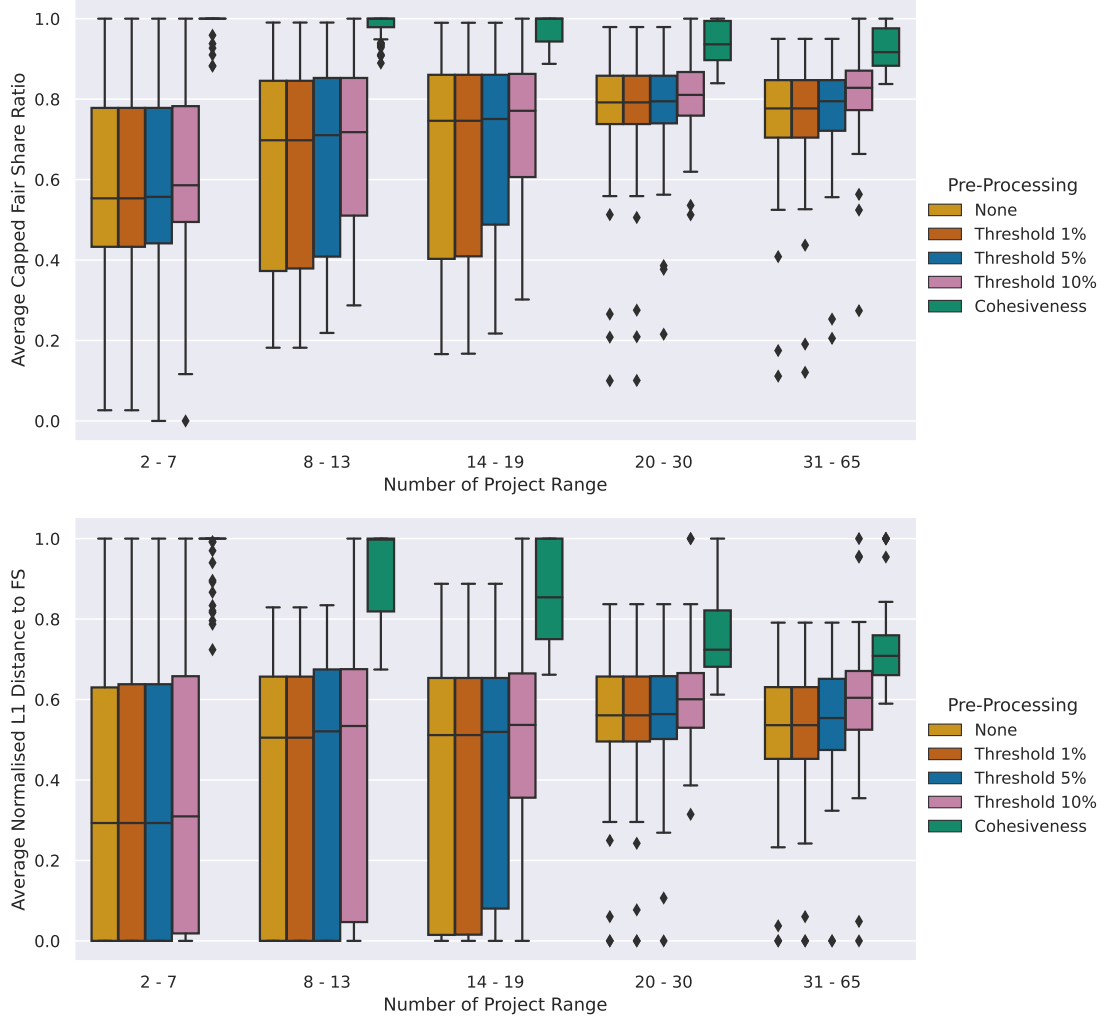 Average Capped Fair Share Ratio
1.0
0.8
0.6
0.4
0.2
0.0
2 - 7
8 - 13
14 - 19
20 - 30
31 - 65
Number of Project Range
Pre-Processing
None
Threshold 1%
Threshold 5%
Threshold 10%
Cohesiveness
Average Normalised L1 Distance to FS
1.0
0.8
0.6
0.4
0.2
0.0
2 - 7
8 - 13
14 - 19
20 - 30
31 - 65
Number of Project Range
Pre-Processing
None
Threshold 1%
Threshold 5%
Threshold 10%
Cohesiveness